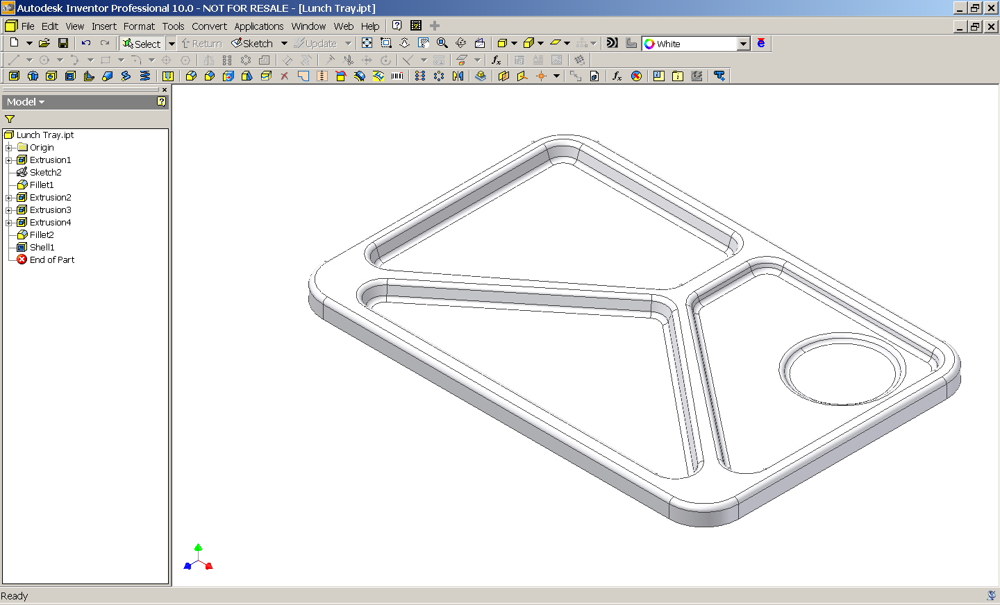 Autodesk Inventor Professional 10.0 - NOT FOR RESALE - [Lunch Tray.ipt]
File Edit View Insert Format Tools Convert Applications Window Web Help
Select Return Sketch Update White
Model
Lunch Tray.ipt
Origin
Extrusion1
Sketch2
Fillet1
Extrusion2
Extrusion3
Extrusion4
Fillet2
Shell1
End of Part
Ready